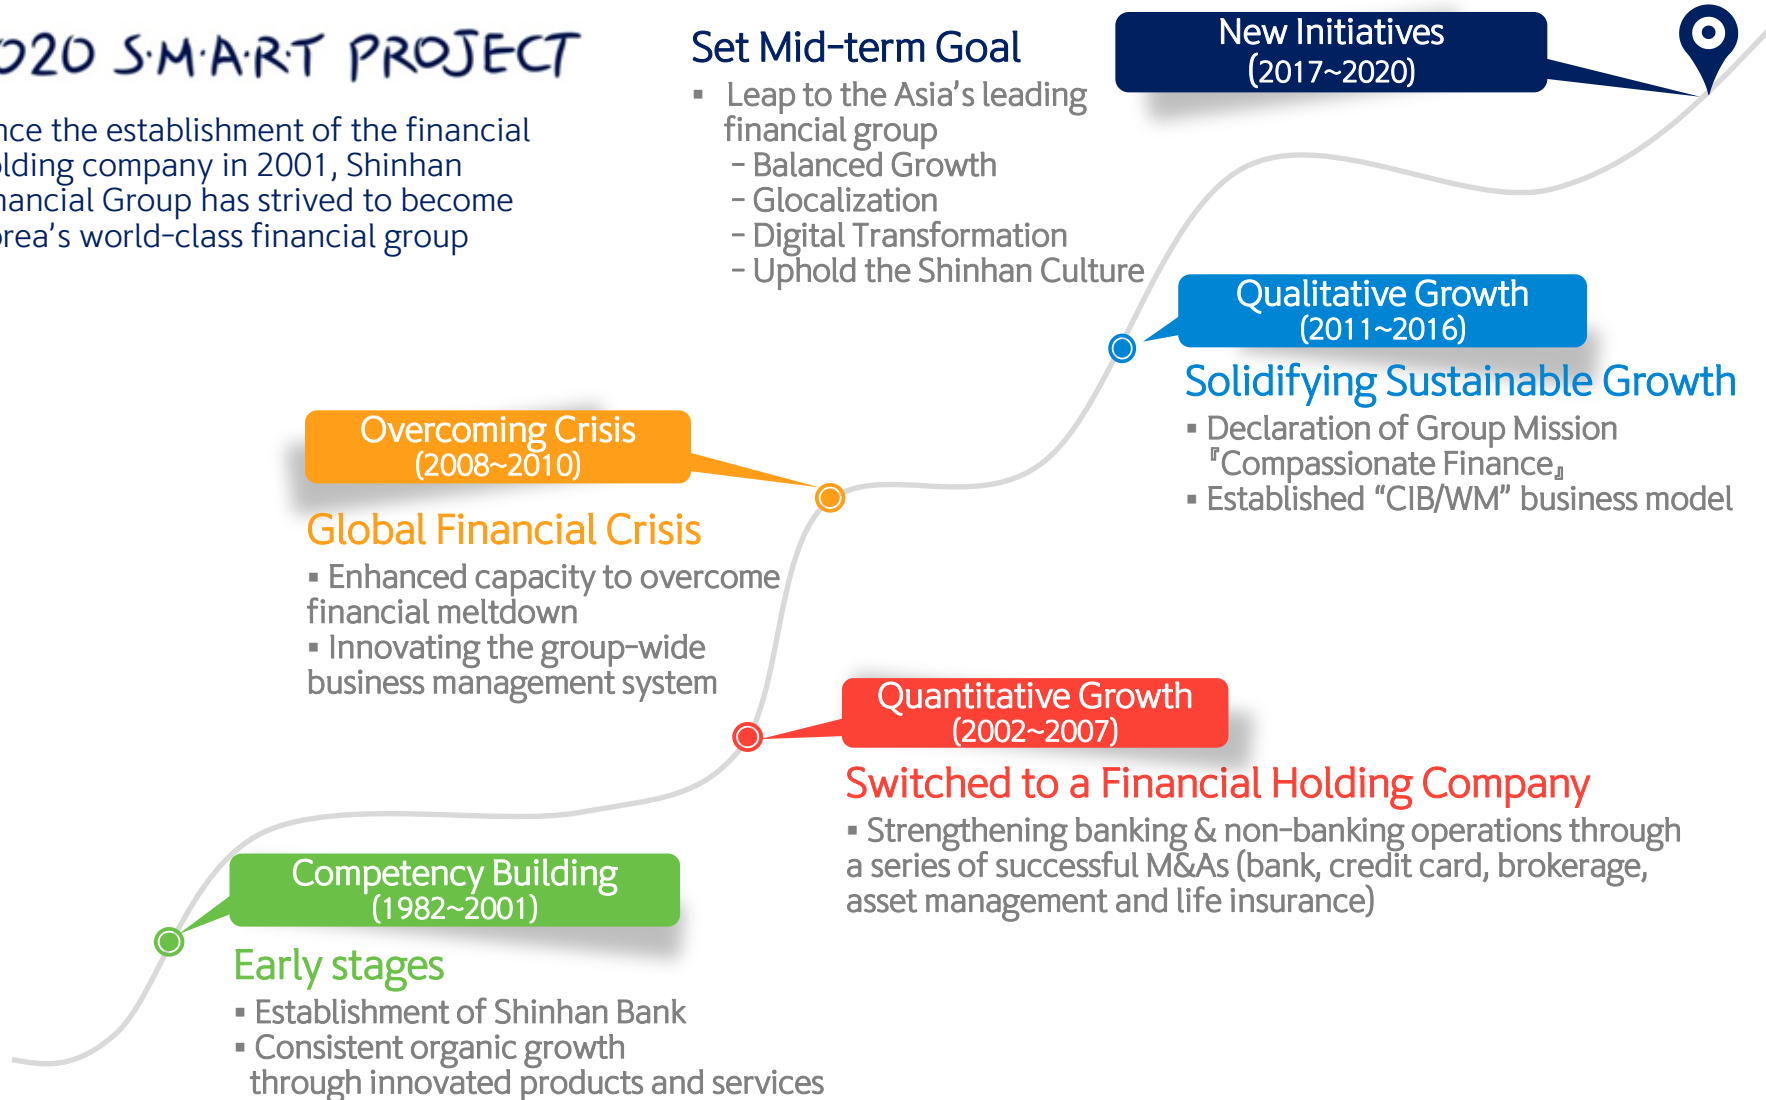 020 S·M·A·R·T PROJECT
nce the establishment of the financial
lding company in 2001, Shinhan
nancial Group has strived to become
rea's world-class financial group
Set Mid-term Goal
▪ Leap to the Asia's leading
financial group
- Balanced Growth
- Glocalization
- Digital Transformation
- Uphold the Shinhan Culture
New Initiatives
(2017~2020)
Qualitative Growth
(2011~2016)
Solidifying Sustainable Growth
▪ Declaration of Group Mission
『Compassionate Finance』
▪ Established “CIB/WM” business model
Overcoming Crisis
(2008~2010)
Global Financial Crisis
▪ Enhanced capacity to overcome
financial meltdown
▪ Innovating the group-wide
business management system
Quantitative Growth
(2002~2007)
Switched to a Financial Holding Company
▪ Strengthening banking & non-banking operations through
a series of successful M&As (bank, credit card, brokerage,
asset management and life insurance)
Competency Building
(1982~2001)
Early stages
▪ Establishment of Shinhan Bank
▪ Consistent organic growth
through innovated products and services